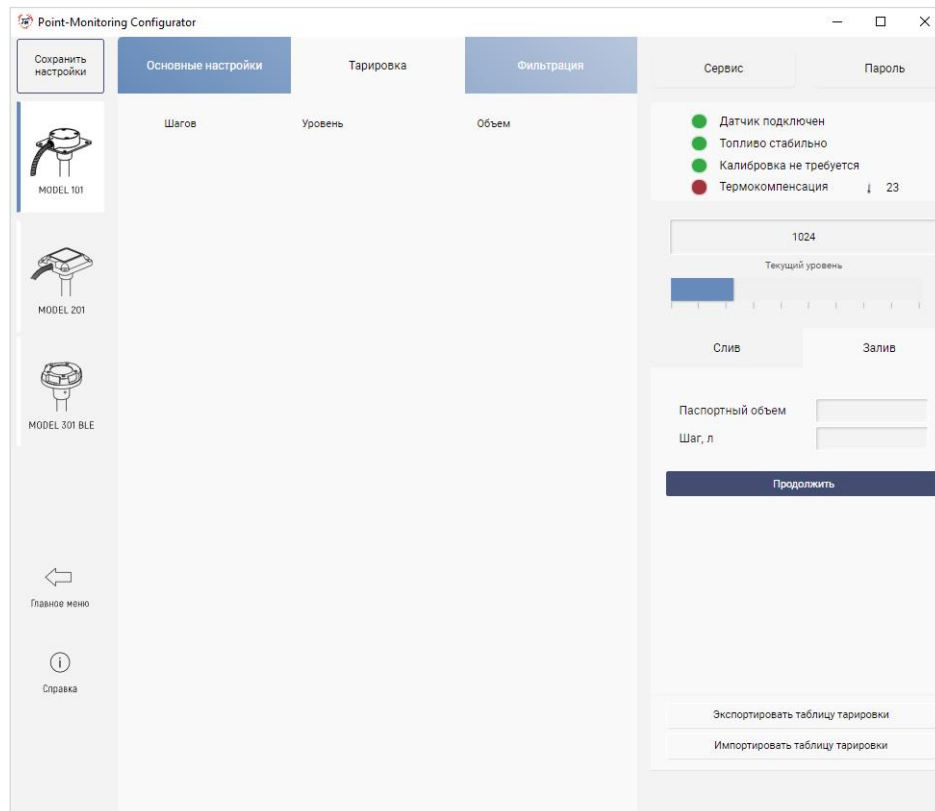 Point-Monitoring Configurator
Сохранить
настройки
Основные настройки
Тарировка
Фильтрация
Сервис
Пароль
MODEL 101
MODEL 201
MODEL 301 BLE
Главное меню
Справка
Шагов
Уровень
Объем
Датчик подключен
Топливо стабильно
Калибровка не требуется
Термокомпенсация 23
1024
Текущий уровень
Слив
Залив
Паспортный объем
Шаг, л
Продолжить
Экспортировать таблицу тарировки
Импортировать таблицу тарировки